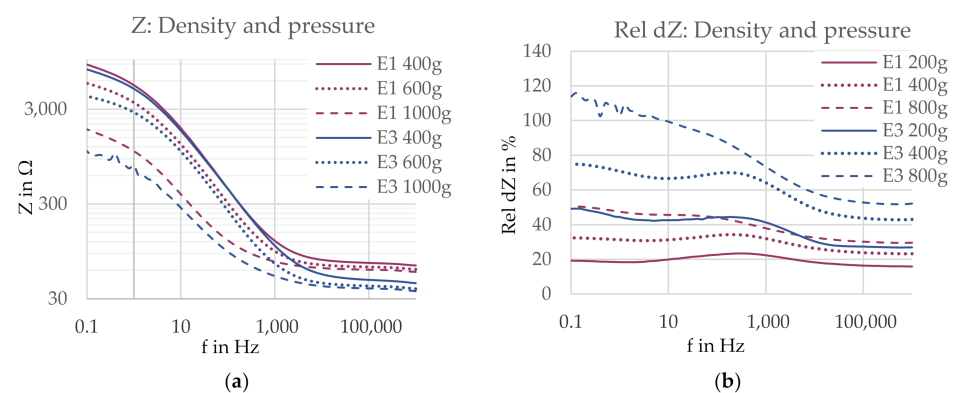 Z: Density and pressure
Z in Ω
3,000
300
30
0.1
10
1,000
100,000
f in Hz
E1 400g
E1 600g
E1 1000g
E3 400g
E3 600g
E3 1000g
(a)
Rel dZ: Density and pressure
Rel dZ in %
140
120
100
80
60
40
20
0
0.1
10
1,000
100,000
f in Hz
E1 200g
E1 400g
E1 800g
E3 200g
E3 400g
E3 800g
(b)